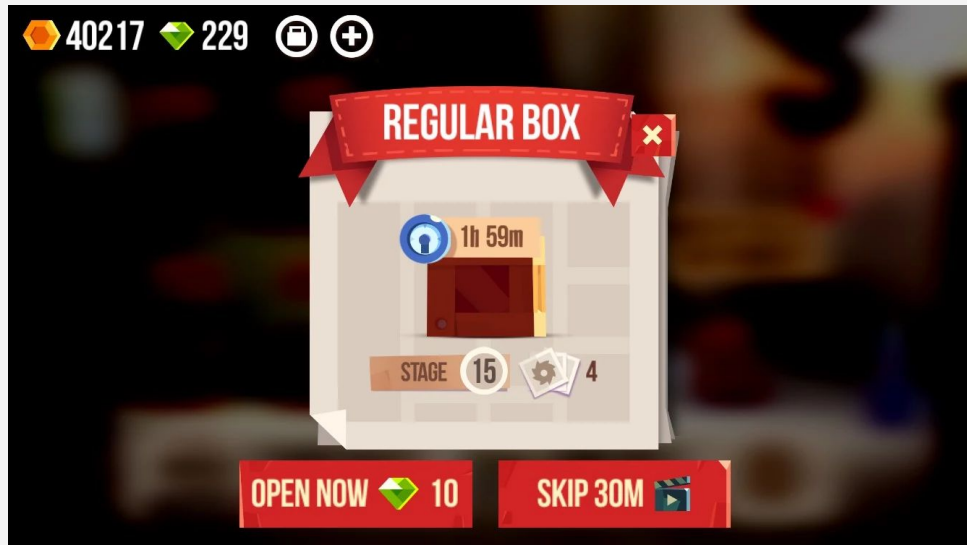 40217 229
REGULAR BOX
1h 59m
STAGE 15 4
OPEN NOW 10
SKIP 30M